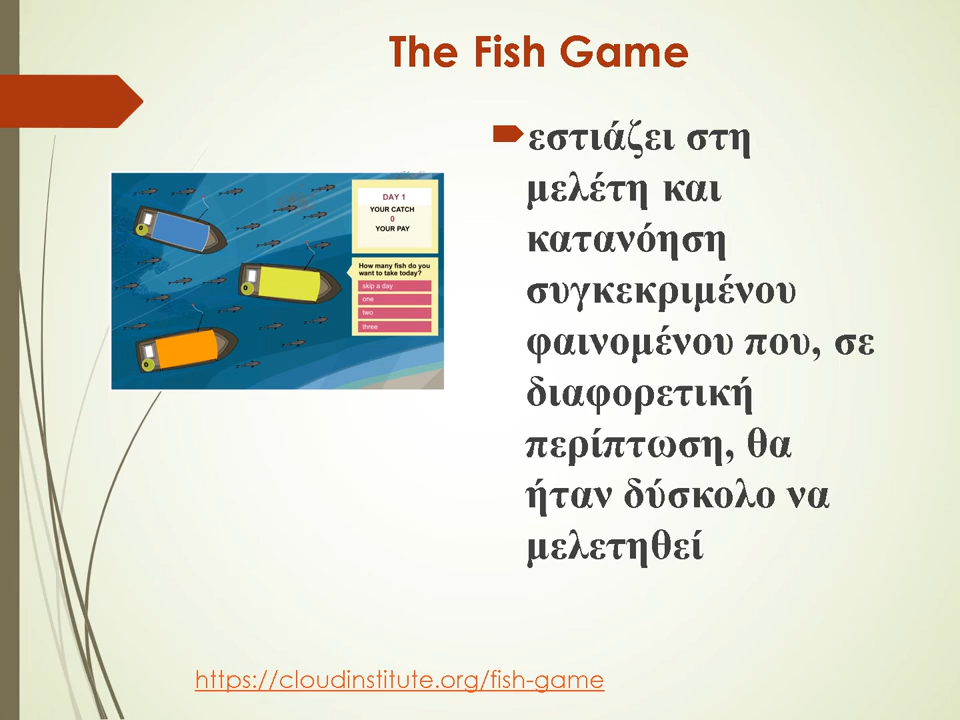 The Fish Game
εστιάζει στη
μελέτη και
κατανόηση
συγκεκριμένου
φαινομένου που, σε
διαφορετική
περίπτωση, θα
ήταν δύσκολο να
μελετηθεί
DAY 1
YOUR CATCH
0
YOUR PAY
How many fish do you
want to take today?
skip a day
one
two
three
https://cloudinstitute.org/fish-game